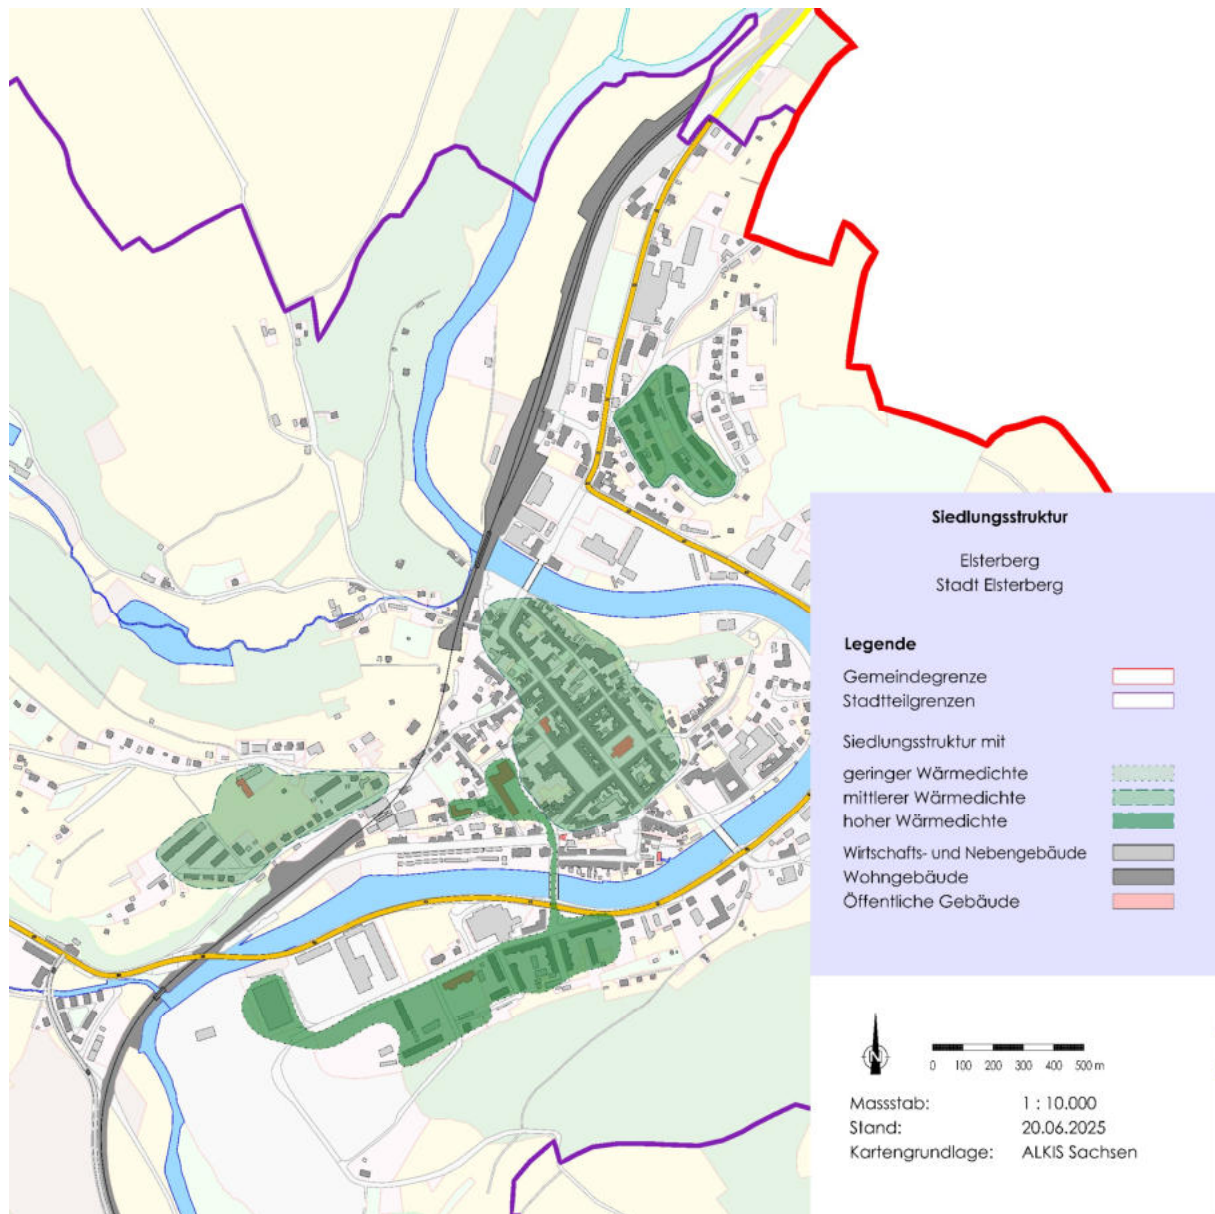 Siedlungsstruktur
Elsterberg
Stadt Elsterberg
Legende
Gemeindegrenze
Stadtteilgrenzen
Siedlungsstruktur mit
geringer Wärmedichte
mittlerer Wärmedichte
hoher Wärmedichte
Wirtschafts- und Nebengebäude
Wohngebäude
Öffentliche Gebäude
N
0 100 200 300 400 500 m
Massstab: 1 : 10.000
Stand: 20.06.2025
Kartengrundlage: ALKIS Sachsen